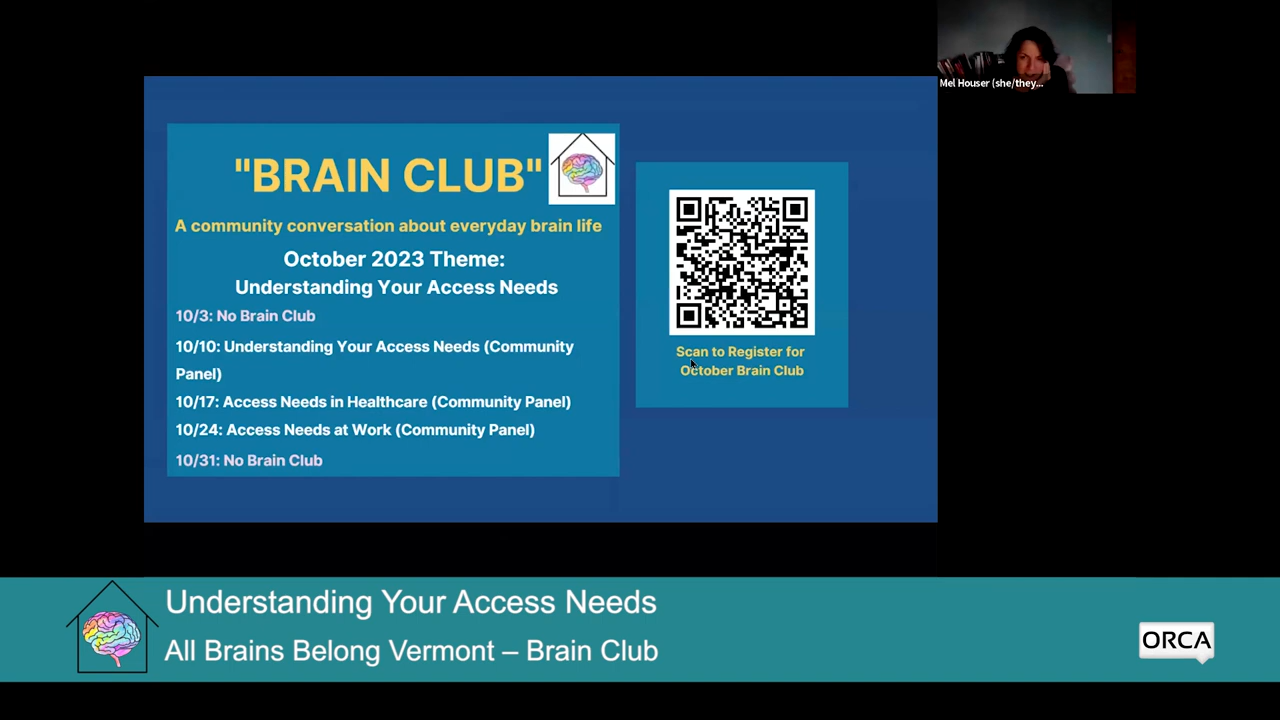 Mel Houser (she/they...
"BRAIN CLUB"
A community conversation about everyday brain life
October 2023 Theme:
Understanding Your Access Needs
10/3: No Brain Club
10/10: Understanding Your Access Needs (Community
Panel)
10/17: Access Needs in Healthcare (Community Panel)
10/24: Access Needs at Work (Community Panel)
10/31: No Brain Club
Scan to Register for
October Brain Club
Understanding Your Access Needs
All Brains Belong Vermont – Brain Club
ORCA